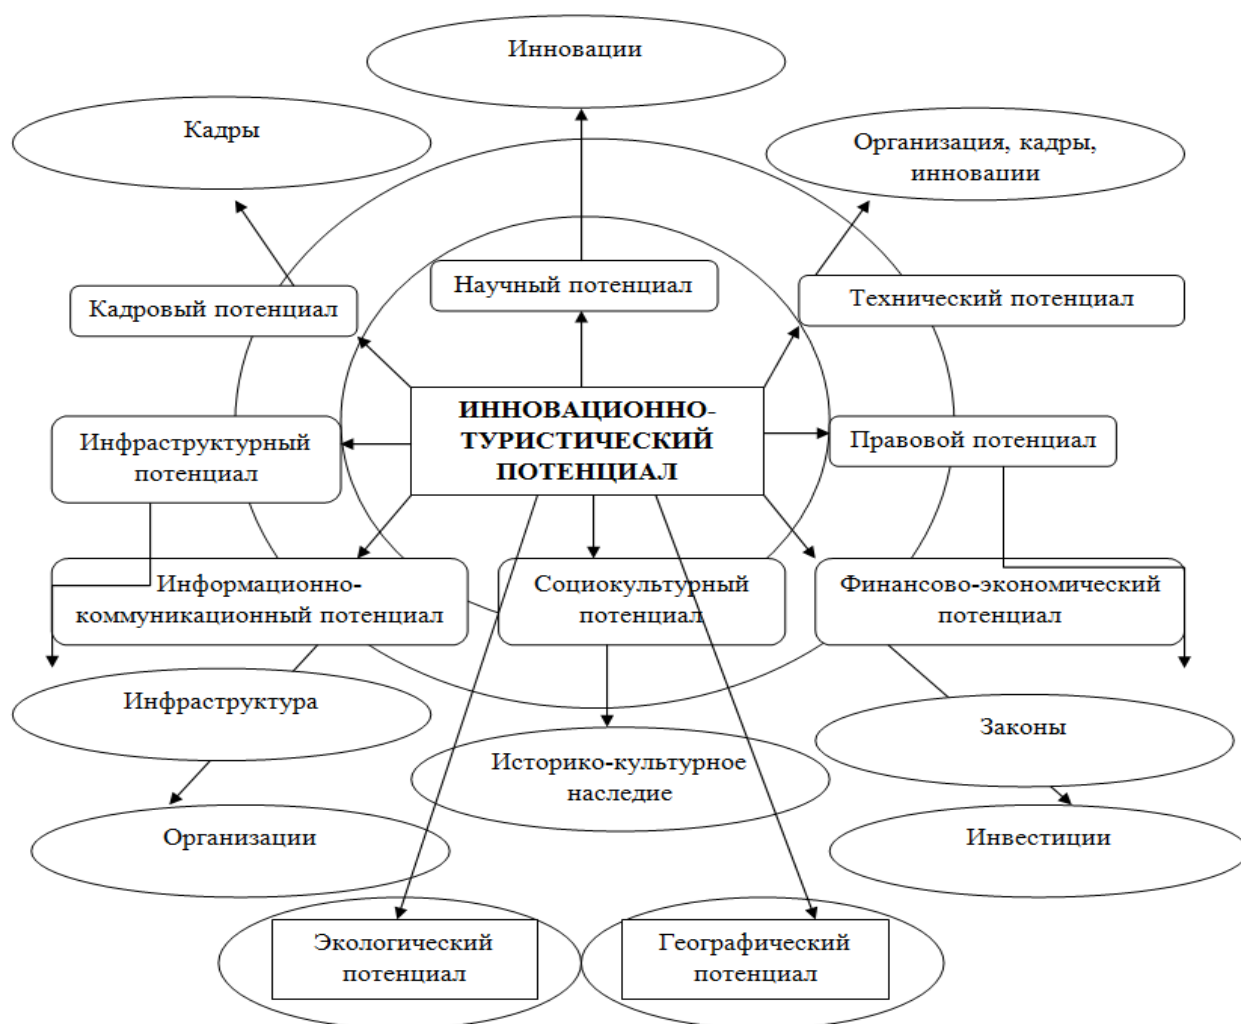 Инновации
Кадры
Организация, кадры,
инновации
Научный потенциал
Кадровый потенциал
Технический потенциал
ИННОВАЦИОННО-
ТУРИСТИЧЕСКИЙ
ПОТЕНЦИАЛ
Инфраструктурный
потенциал
Правовой потенциал
Информационно-
коммуникационный потенциал
Социокультурный
потенциал
Финансово-экономический
потенциал
Инфраструктура
Законы
Историко-культурное
наследие
Организации
Инвестиции
Экологический
потенциал
Географический
потенциал